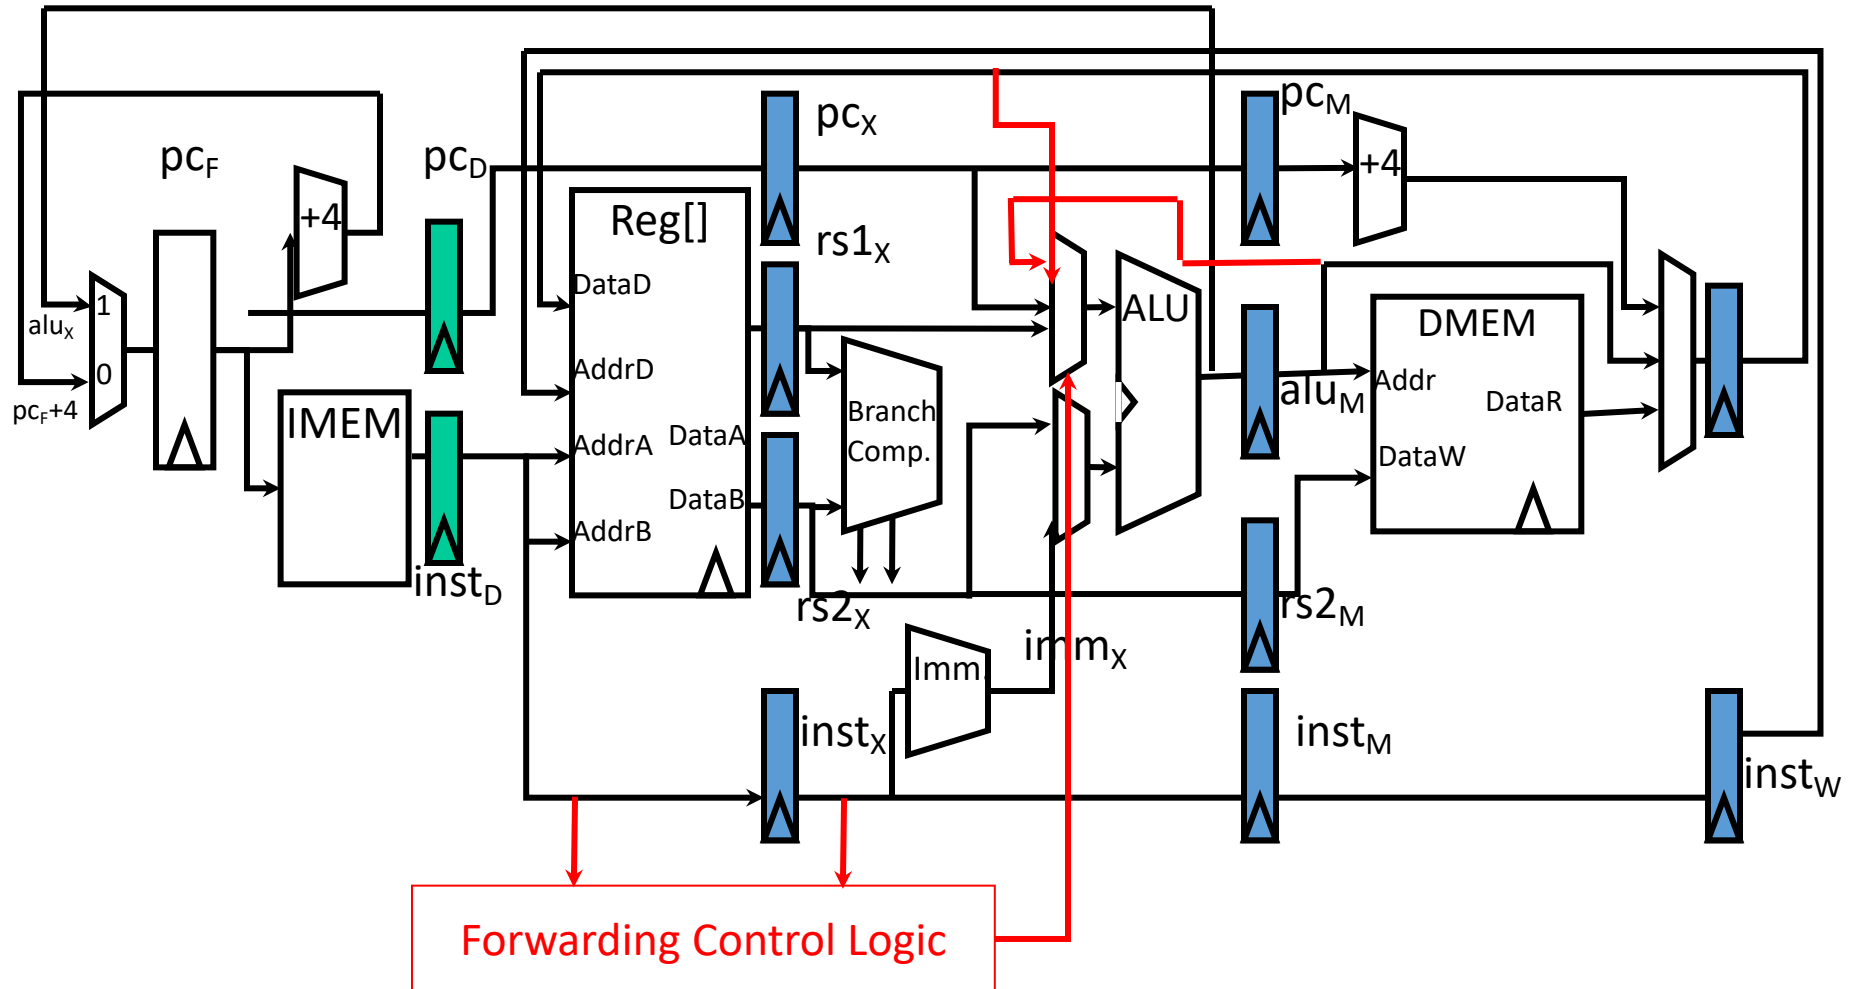 pcX
pcM
pcF
pcD
+4
+4
Reg[]
rs1X
DataD
1
aluX
0
pcF+4
ALU
DMEM
AddrD
Addr
aluM
DataR
IMEM
Branch
Comp.
DataA
AddrA
DataW
DataB
AddrB
instD
rs2X
rs2M
immX
Imm.
instX
instM
instW
Forwarding Control Logic